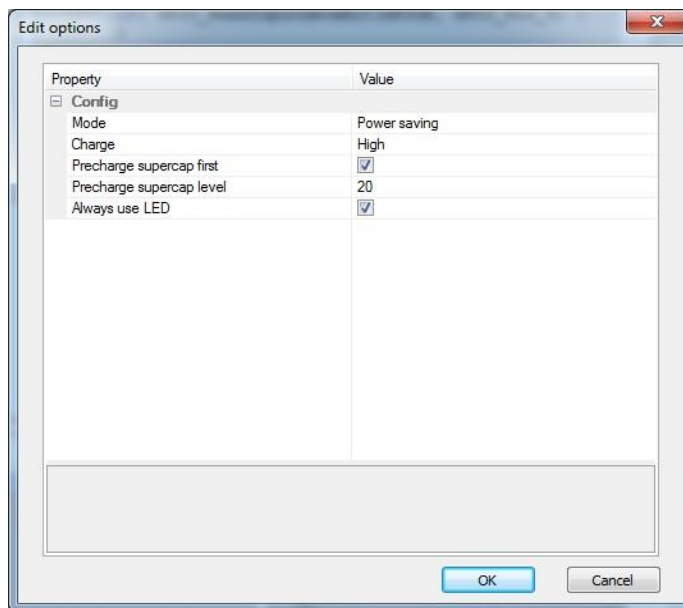 Edit options
Property Value
Config
Mode Power saving
Charge High
Precharge supercap first
Precharge supercap level 20
Always use LED
OK Cancel